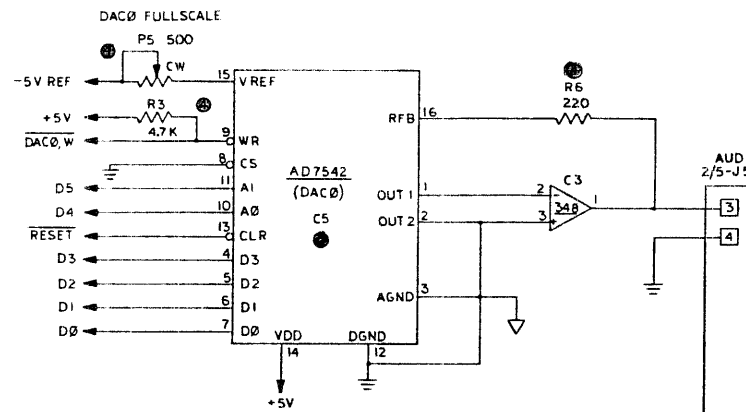 DACØ FULLSCALE
P5 500
CW
-5V REF
15
VREF
+5V
R3
4.7K
DACØ,W
9
WR
8
CS
D5
11
A1
D4
10
AØ
RESET
13
CLR
D3
4
D3
D2
5
D2
D1
6
D1
DØ
7
DØ
AD7542
(DACØ)
C5
VDD
14
+5V
DGND
12
RFB
16
R6
220
OUT 1
1
OUT 2
2
AGND
3
2
-
3
+
C3
348
1
AUD
2/5-J5
3
4